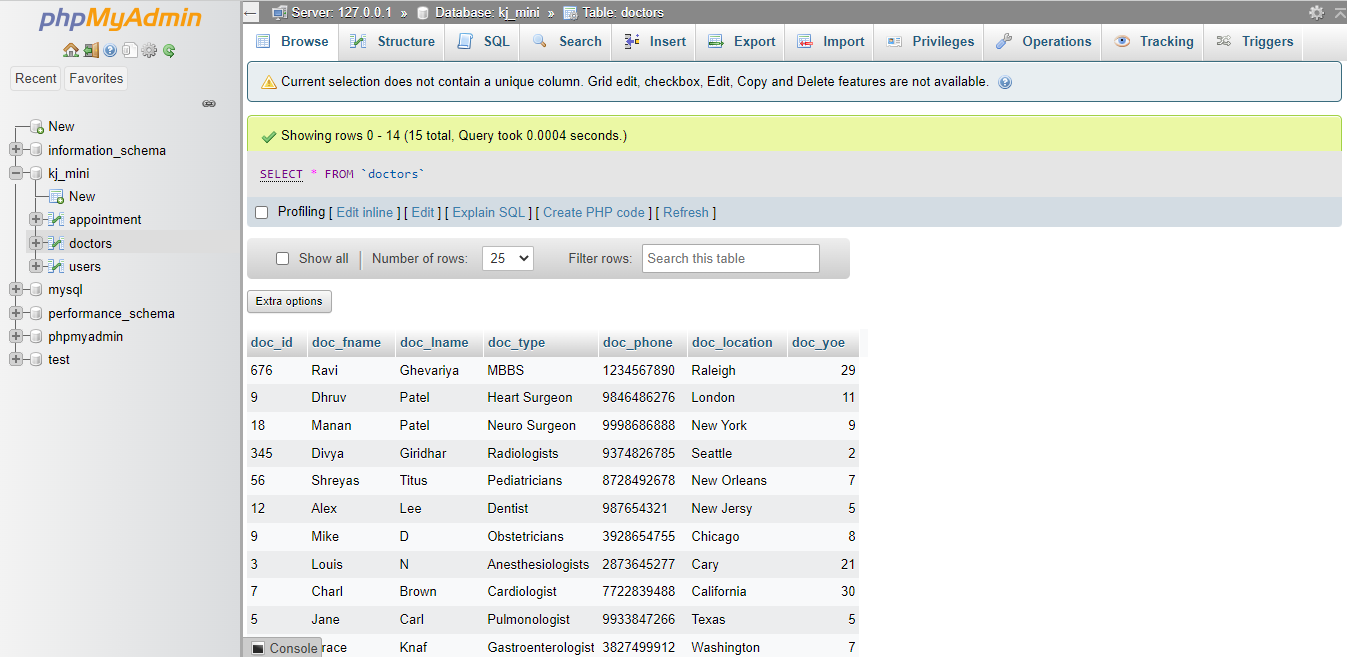 phpMyAdmin
Recent Favorites
New
information_schema
kj_mini
New
appointment
doctors
users
mysql
performance_schema
phpmyadmin
test
Server: 127.0.0.1 » Database: kj_mini » Table: doctors
Browse Structure SQL Search Insert Export Import Privileges Operations Tracking Triggers
Current selection does not contain a unique column. Grid edit, checkbox, Edit, Copy and Delete features are not available.
Showing rows 0 - 14 (15 total, Query took 0.0004 seconds.)
SELECT * FROM `doctors`
Profiling [ Edit inline ] [ Edit ] [ Explain SQL ] [ Create PHP code ] [ Refresh ]
Show all | Number of rows: 25 Filter rows: Search this table
Extra options
doc_id doc_fname doc_lname doc_type doc_phone doc_location doc_yoe
676 Ravi Ghevariya MBBS 1234567890 Raleigh 29
9 Dhruv Patel Heart Surgeon 9846486276 London 11
18 Manan Patel Neuro Surgeon 9998686888 New York 9
345 Divya Giridhar Radiologists 9374826785 Seattle 2
56 Shreyas Titus Pediatricians 8728492678 New Orleans 7
12 Alex Lee Dentist 987654321 New Jersy 5
9 Mike D Obstetricians 3928654755 Chicago 8
3 Louis N Anesthesiologists 2873645277 Cary 21
7 Charl Brown Cardiologist 7722839488 California 30
5 Jane Carl Pulmonologist 9933847266 Texas 5
Console race Knaf Gastroenterologist 3827499912 Washington 7